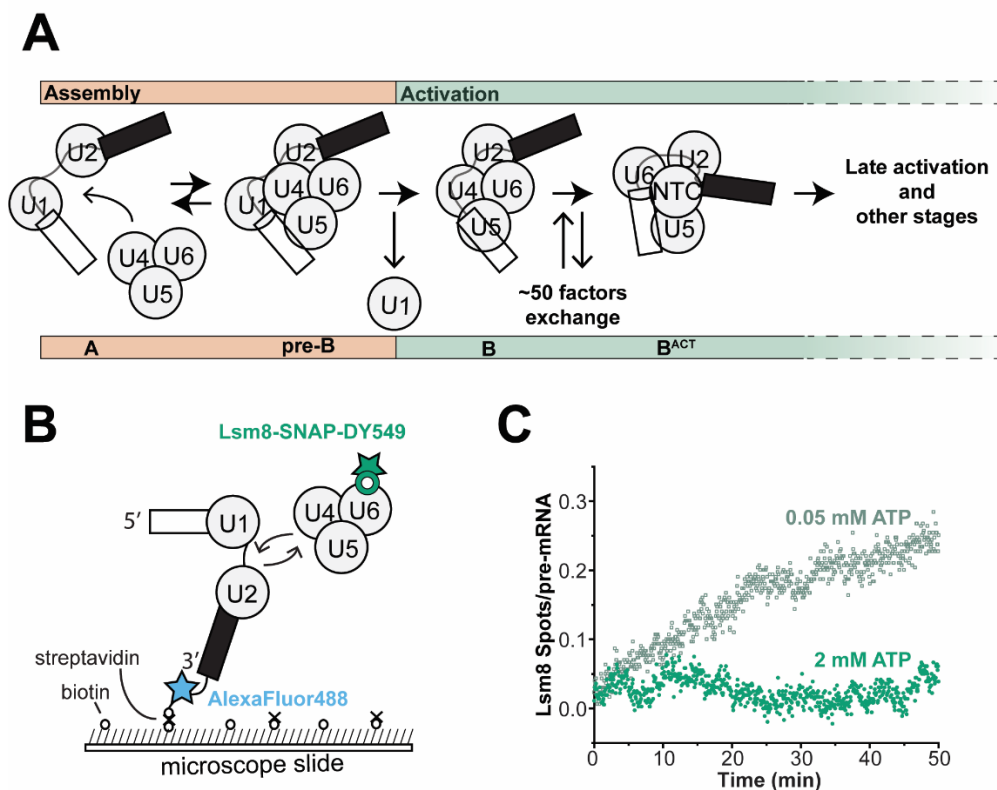 A
Assembly
Activation
U2
U1
U4
U6
U5
U2
U4
U6
U1
U5
U1
U2
U4
U6
U5
~50 factors
exchange
U6
U2
NTC
U5
Late activation
and
other stages
A
pre-B
B
B^ACT
B
Lsm8-SNAP-DY549
5′
U1
U4
U6
U5
U2
3′
streptavidin
biotin
AlexaFluor488
microscope slide
C
Lsm8 Spots/pre-mRNA
0.3
0.2
0.1
0.0
0.05 mM ATP
2 mM ATP
0
10
20
30
40
50
Time (min)